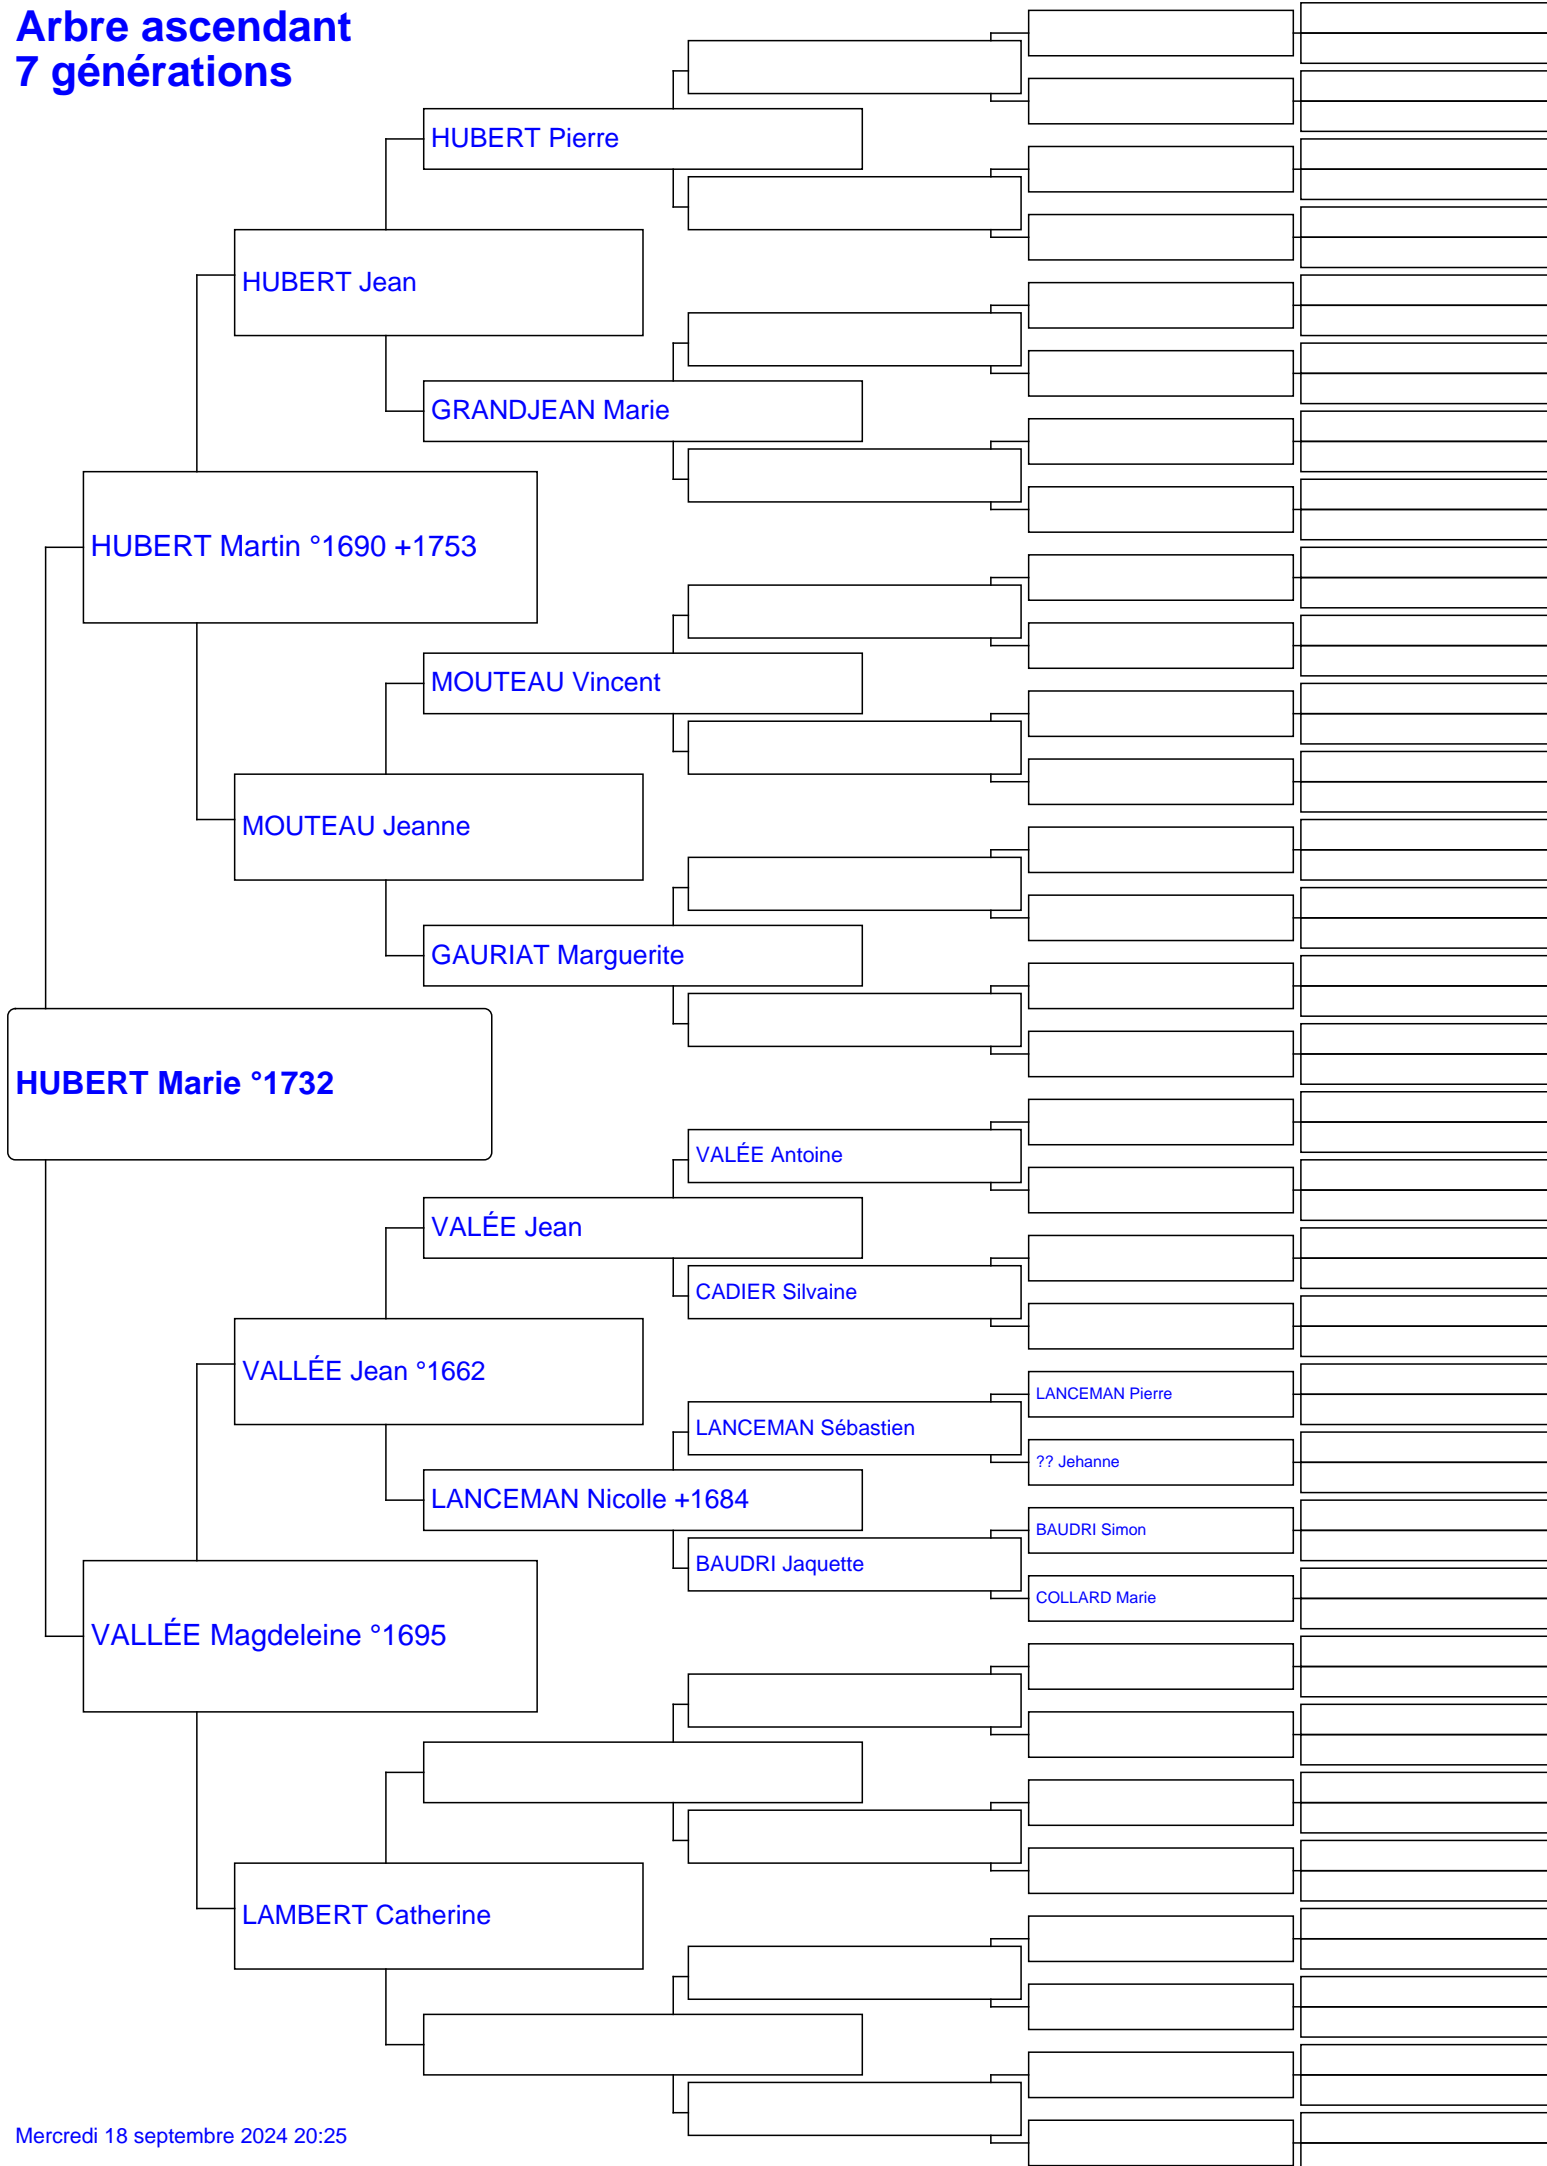 Arbre ascendant
7 générations
HUBERT Pierre
HUBERT Jean
GRANDJEAN Marie
HUBERT Martin °1690 +1753
MOUTEAU Vincent
MOUTEAU Jeanne
GAURIAT Marguerite
HUBERT Marie °1732
VALÉE Antoine
VALÉE Jean
CADIER Silvaine
VALLÉE Jean °1662
LANCEMAN Pierre
LANCEMAN Sébastien
?? Jehanne
LANCEMAN Nicolle +1684
BAUDRI Simon
BAUDRI Jaquette
COLLARD Marie
VALLÉE Magdeleine °1695
LAMBERT Catherine
Mercredi 18 septembre 2024 20:25